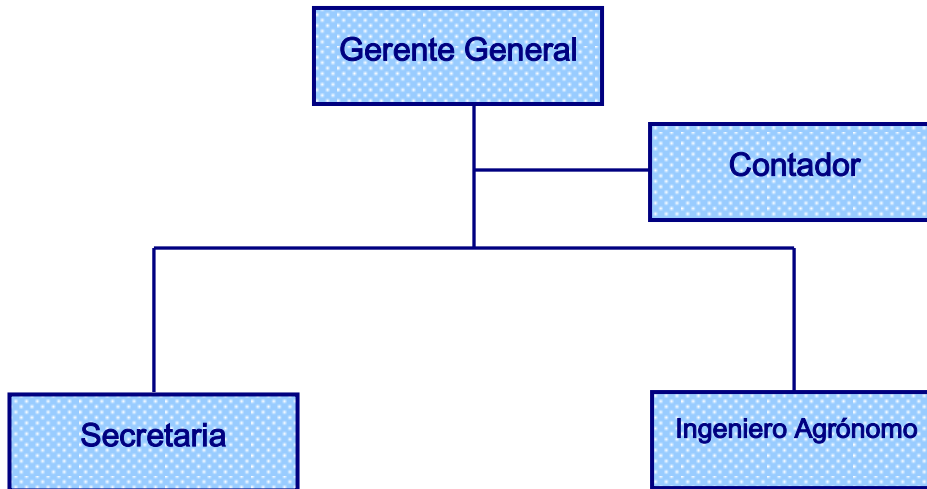 Gerente General
Contador
Secretaria
Ingeniero Agrónomo